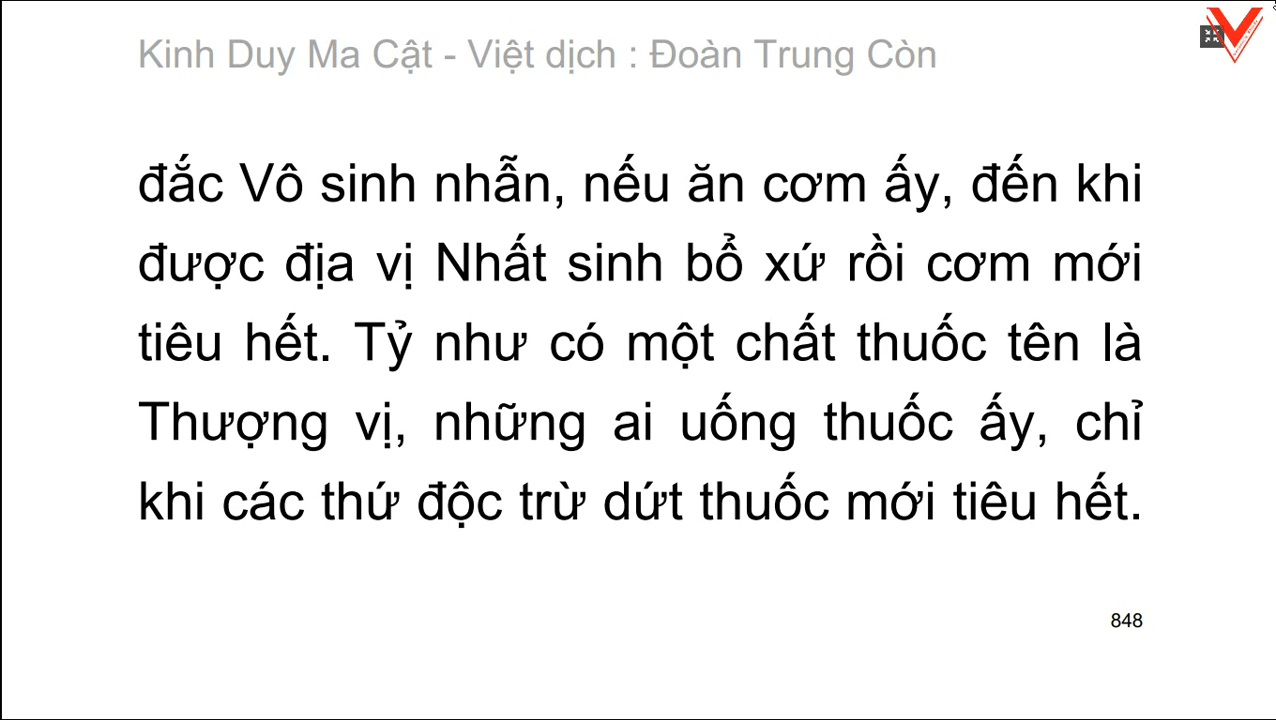 Kinh Duy Ma Cật - Việt dịch : Đoàn Trung Còn
đắc Vô sinh nhẫn, nếu ăn cơm ấy, đến khi
được địa vị Nhất sinh bổ xứ rồi cơm mới
tiêu hết. Tỷ như có một chất thuốc tên là
Thượng vị, những ai uống thuốc ấy, chỉ
khi các thứ độc trừ dứt thuốc mới tiêu hết.
848